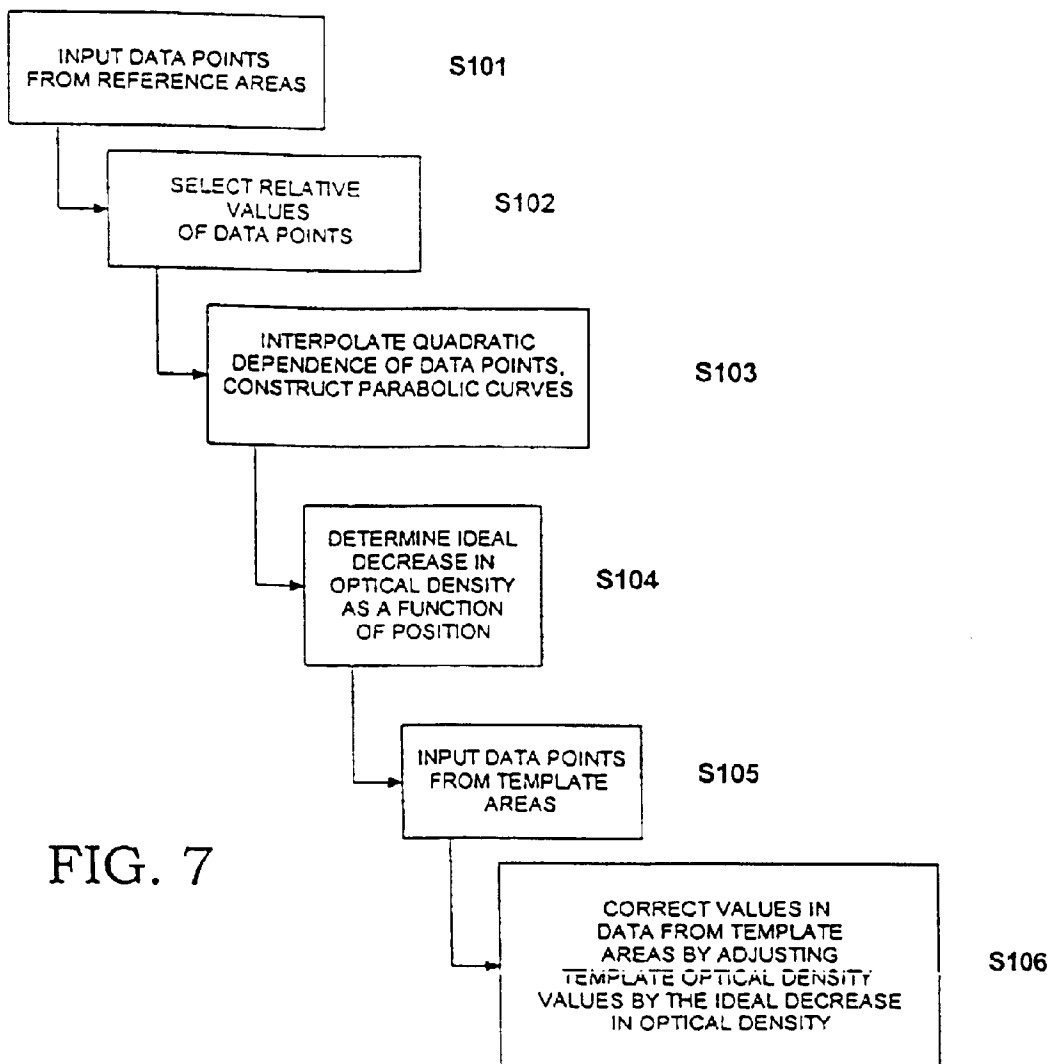 INPUT DATA POINTS
FROM REFERENCE AREAS
S101
SELECT RELATIVE
VALUES
OF DATA POINTS
S102
INTERPOLATE QUADRATIC
DEPENDENCE OF DATA POINTS,
CONSTRUCT PARABOLIC CURVES
S103
DETERMINE IDEAL
DECREASE IN
OPTICAL DENSITY
AS A FUNCTION
OF POSITION
S104
INPUT DATA POINTS
FROM TEMPLATE
AREAS
S105
FIG. 7
CORRECT VALUES IN
DATA FROM TEMPLATE
AREAS BY ADJUSTING
TEMPLATE OPTICAL DENSITY
VALUES BY THE IDEAL DECREASE
IN OPTICAL DENSITY
S106